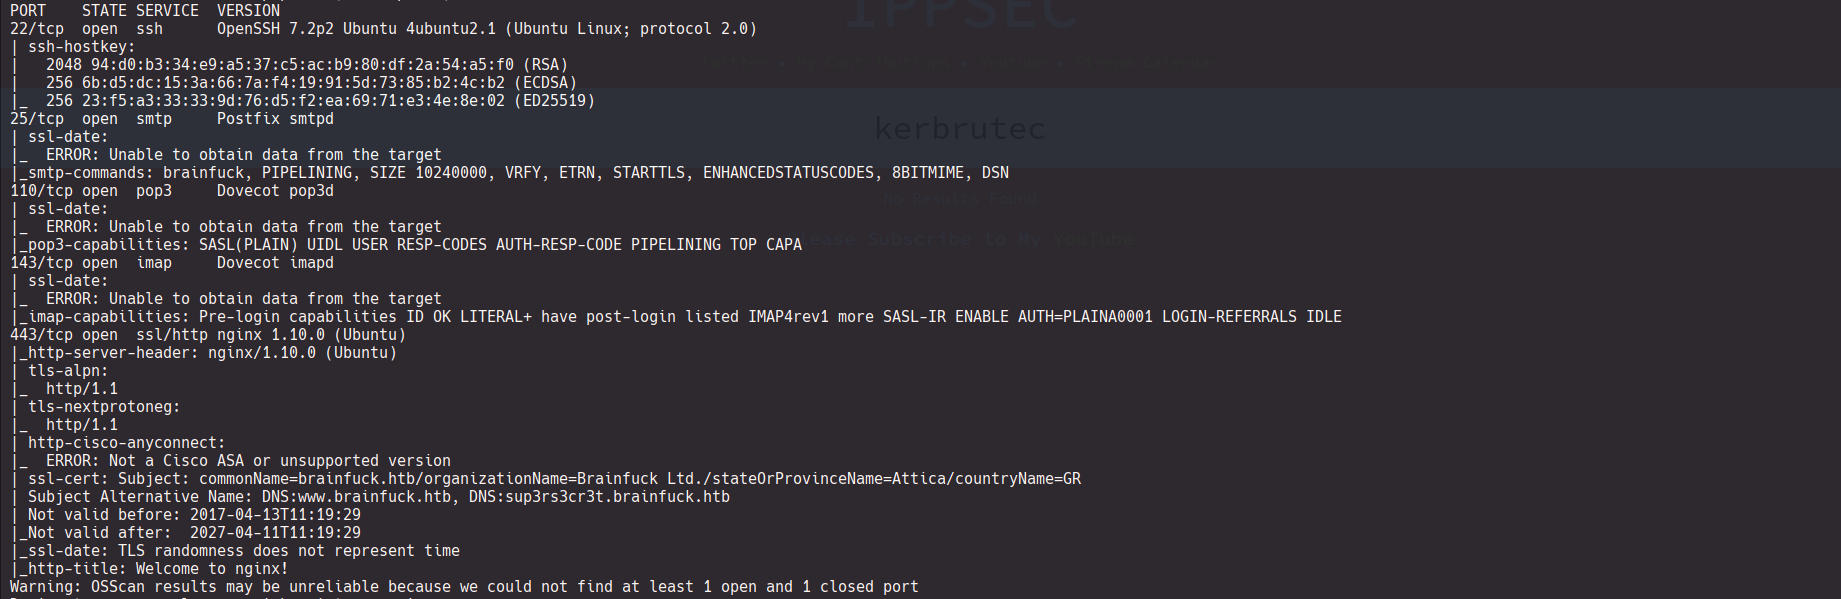 PORT    STATE SERVICE  VERSION
22/tcp  open  ssh      OpenSSH 7.2p2 Ubuntu 4ubuntu2.1 (Ubuntu Linux; protocol 2.0)
| ssh-hostkey:
|   2048 94:d0:b3:34:e9:a5:37:c5:ac:b9:80:df:2a:54:a5:f0 (RSA)
|   256 6b:d5:dc:15:3a:66:7a:f4:19:91:5d:73:85:b2:4c:b2 (ECDSA)
|_  256 23:f5:a3:33:33:9d:76:d5:f2:ea:69:71:e3:4e:8e:02 (ED25519)
25/tcp  open  smtp     Postfix smtpd
| ssl-date:
|_  ERROR: Unable to obtain data from the target
|_smtp-commands: brainfuck, PIPELINING, SIZE 10240000, VRFY, ETRN, STARTTLS, ENHANCEDSTATUSCODES, 8BITMIME, DSN
110/tcp open  pop3     Dovecot pop3d
| ssl-date:
|_  ERROR: Unable to obtain data from the target
|_pop3-capabilities: SASL(PLAIN) UIDL USER RESP-CODES AUTH-RESP-CODE PIPELINING TOP CAPA
143/tcp open  imap     Dovecot imapd
| ssl-date:
|_  ERROR: Unable to obtain data from the target
|_imap-capabilities: Pre-login capabilities ID OK LITERAL+ have post-login listed IMAP4rev1 more SASL-IR ENABLE AUTH=PLAINA0001 LOGIN-REFERRALS IDLE
443/tcp open  ssl/http nginx 1.10.0 (Ubuntu)
|_http-server-header: nginx/1.10.0 (Ubuntu)
| tls-alpn:
|_  http/1.1
| tls-nextprotoneg:
|_  http/1.1
| http-cisco-anyconnect:
|_  ERROR: Not a Cisco ASA or unsupported version
| ssl-cert: Subject: commonName=brainfuck.htb/organizationName=Brainfuck Ltd./stateOrProvinceName=Attica/countryName=GR
| Subject Alternative Name: DNS:www.brainfuck.htb, DNS:sup3rs3cr3t.brainfuck.htb
| Not valid before: 2017-04-13T11:19:29
|_Not valid after:  2027-04-11T11:19:29
|_ssl-date: TLS randomness does not represent time
|_http-title: Welcome to nginx!
Warning: OSScan results may be unreliable because we could not find at least 1 open and 1 closed port
IPPSEC
kerbrutec
No Results Found
Please Subscribe to My YouTube